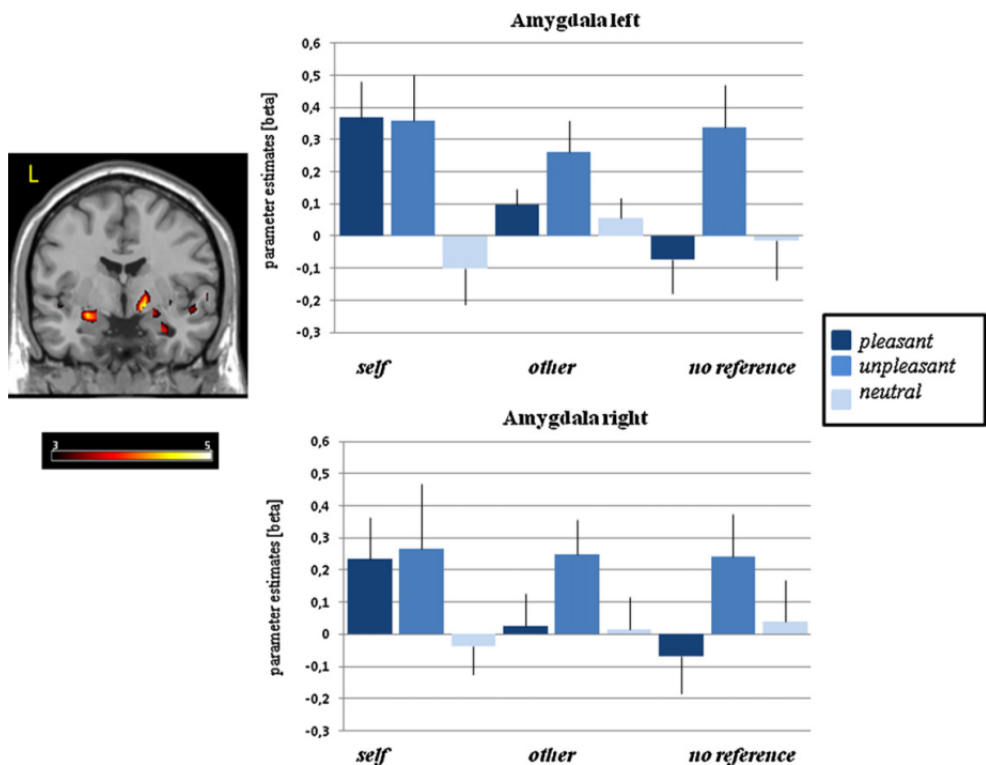 Amygdala left
parameter estimates [beta]
0,6
0,5
0,4
0,3
0,2
0,1
0
-0,1
-0,2
-0,3
self other no reference
L
3 5
pleasant
unpleasant
neutral
Amygdala right
parameter estimates [beta]
0,6
0,5
0,4
0,3
0,2
0,1
0
-0,1
-0,2
-0,3
self other no reference